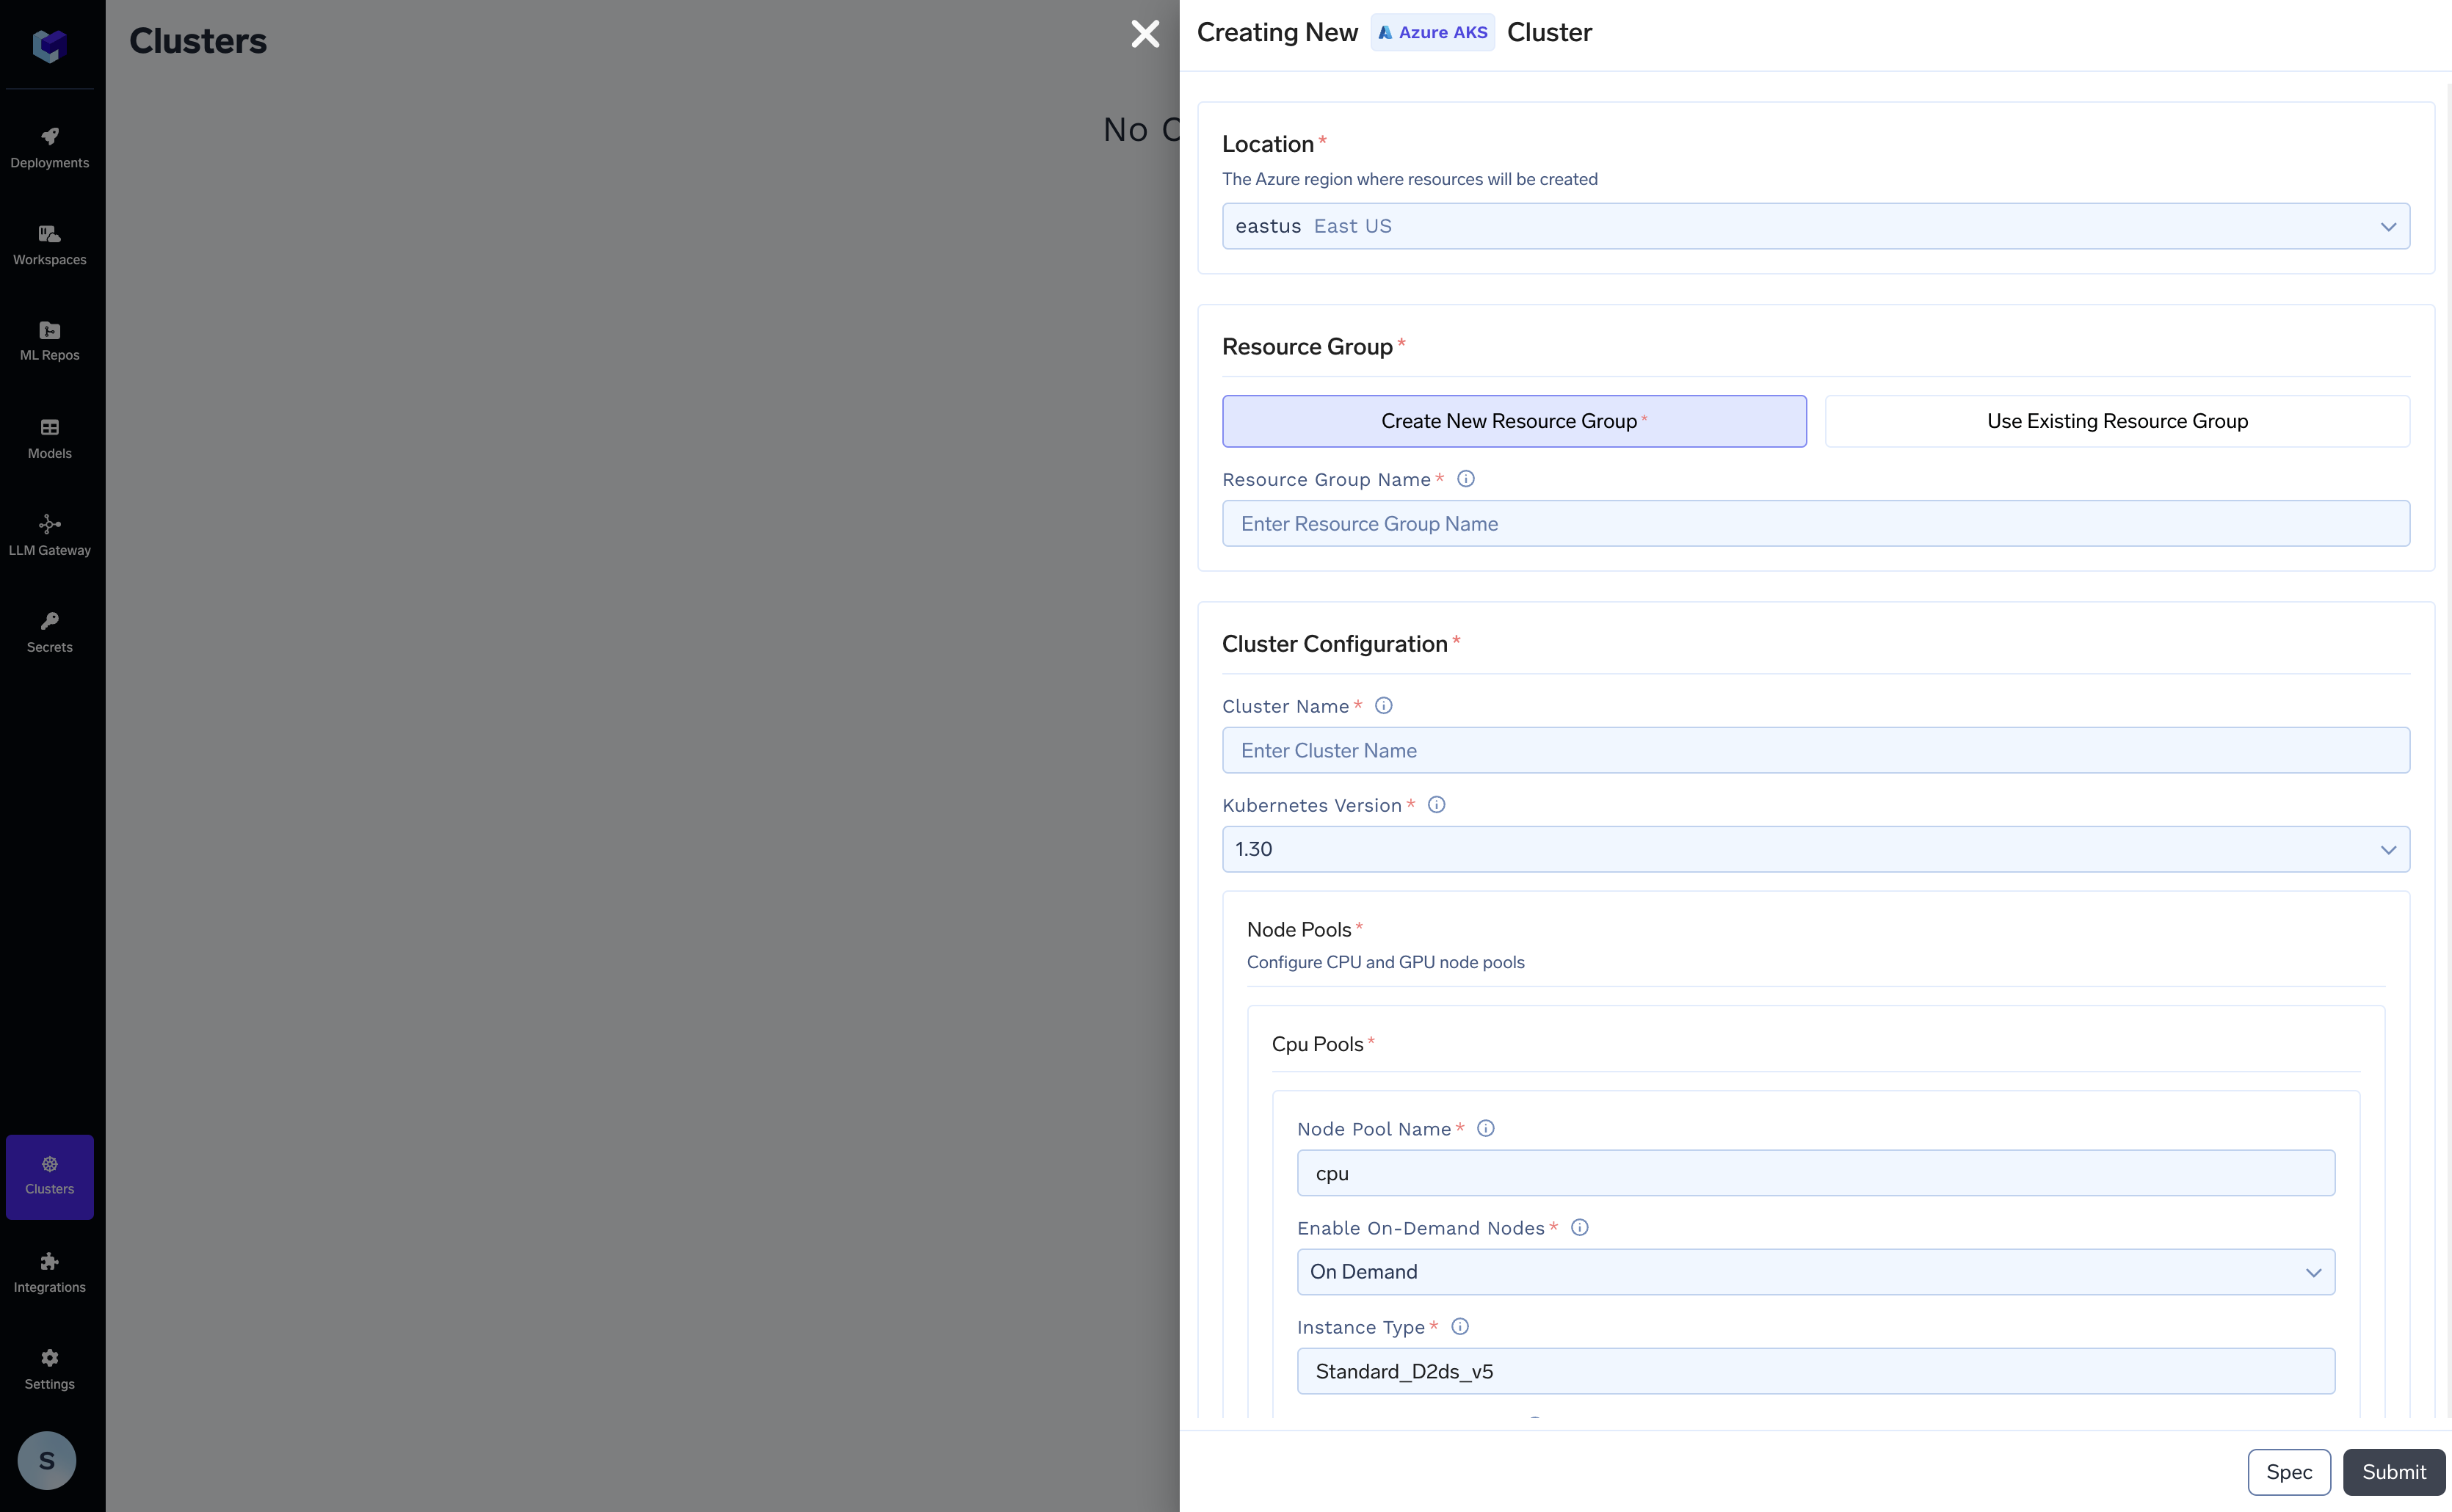 Deployments
Workspaces
ML Repos
Models
LLM Gateway
Secrets
Clusters
Integrations
Settings
S
Clusters
No C
Creating New Azure AKS Cluster
Location*
The Azure region where resources will be created
eastus East US
Resource Group*
Create New Resource Group*
Use Existing Resource Group
Resource Group Name*
Enter Resource Group Name
Cluster Configuration*
Cluster Name*
Enter Cluster Name
Kubernetes Version*
1.30
Node Pools*
Configure CPU and GPU node pools
Cpu Pools*
Node Pool Name*
cpu
Enable On-Demand Nodes*
On Demand
Instance Type*
Standard_D2ds_v5
Spec
Submit